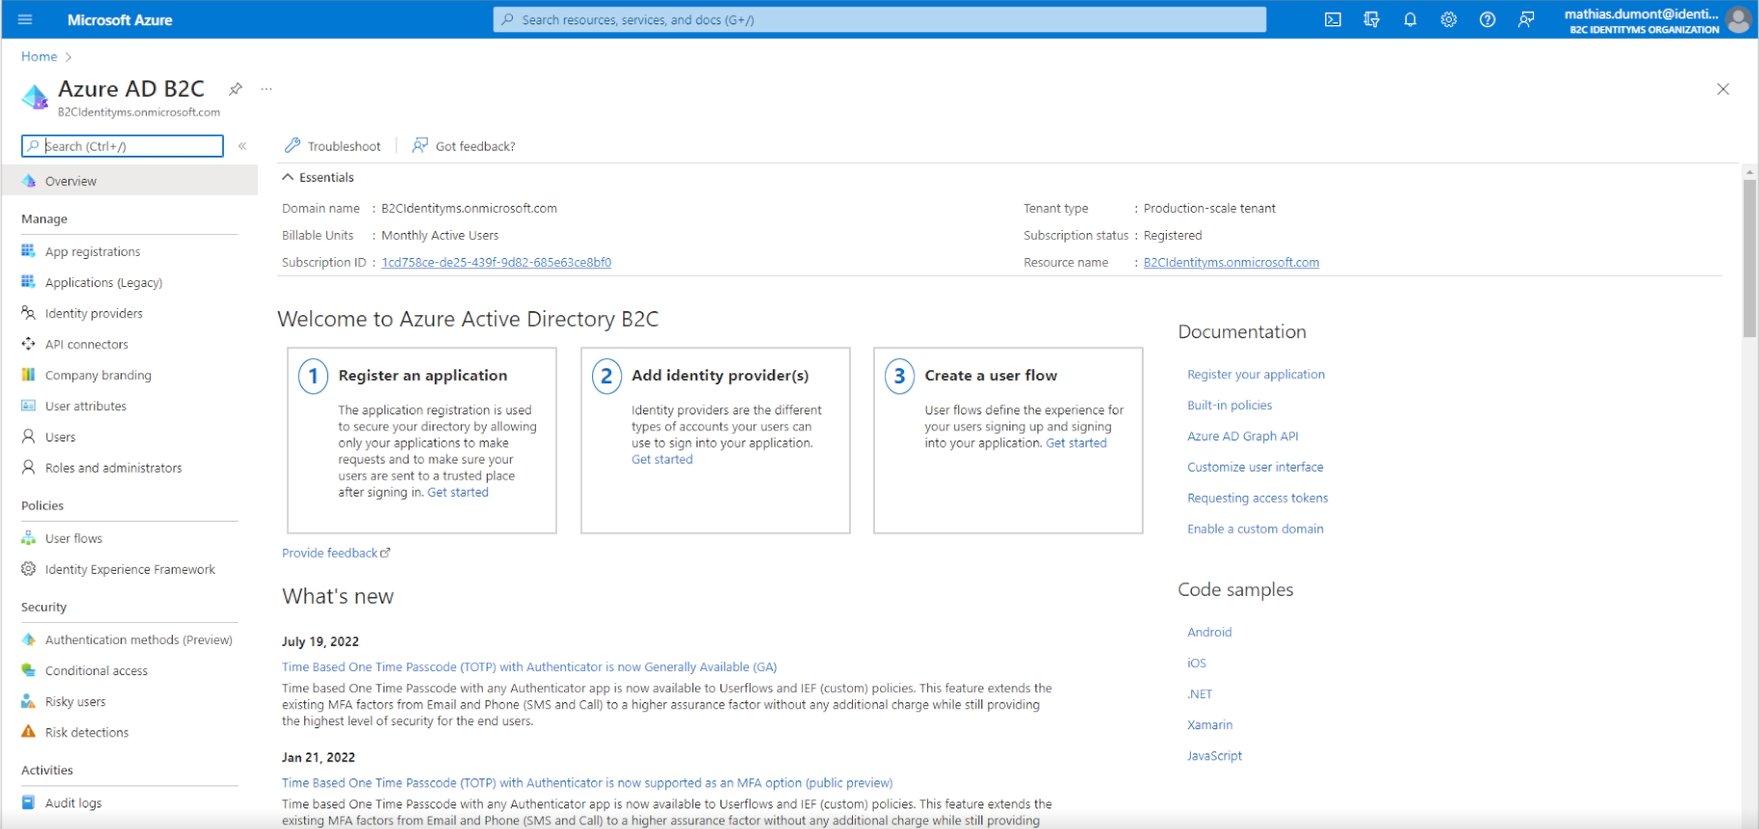 Microsoft Azure
Search resources, services, and docs (G+/)
mathias.dumont@identi...
B2C IDENTITYMS ORGANIZATION
Home
Azure AD B2C
B2CIdentityms.onmicrosoft.com
Search (Ctrl+/)
Overview
Manage
App registrations
Applications (Legacy)
Identity providers
API connectors
Company branding
User attributes
Users
Roles and administrators
Policies
User flows
Identity Experience Framework
Security
Authentication methods (Preview)
Conditional access
Risky users
Risk detections
Activities
Audit logs
Troubleshoot
Got feedback?
Essentials
Domain name : B2CIdentityms.onmicrosoft.com
Billable Units : Monthly Active Users
Subscription ID : 1cd758ce-de25-439f-9d82-685e63ce8bf0
Tenant type : Production-scale tenant
Subscription status : Registered
Resource name : B2CIdentityms.onmicrosoft.com
Welcome to Azure Active Directory B2C
1 Register an application
The application registration is used
to secure your directory by allowing
only your applications to make
requests and to make sure your
users are sent to a trusted place
after signing in. Get started
2 Add identity provider(s)
Identity providers are the different
types of accounts your users can
use to sign into your application.
Get started
3 Create a user flow
User flows define the experience for
your users signing up and signing
into your application. Get started
Provide feedback
What's new
July 19, 2022
Time Based One Time Passcode (TOTP) with Authenticator is now Generally Available (GA)
Time based One Time Passcode with any Authenticator app is now available to Userflows and IEF (custom) policies. This feature extends the
existing MFA factors from Email and Phone (SMS and Call) to a higher assurance factor without any additional charge while still providing
the highest level of security for the end users.
Jan 21, 2022
Time Based One Time Passcode (TOTP) with Authenticator is now supported as an MFA option (public preview)
Time based One Time Passcode with any Authenticator app is now available to Userflows and IEF (custom) policies. This feature extends the
existing MFA factors from Email and Phone (SMS and Call) to a higher assurance factor without any additional charge while still providing
Documentation
Register your application
Built-in policies
Azure AD Graph API
Customize user interface
Requesting access tokens
Enable a custom domain
Code samples
Android
iOS
.NET
Xamarin
JavaScript